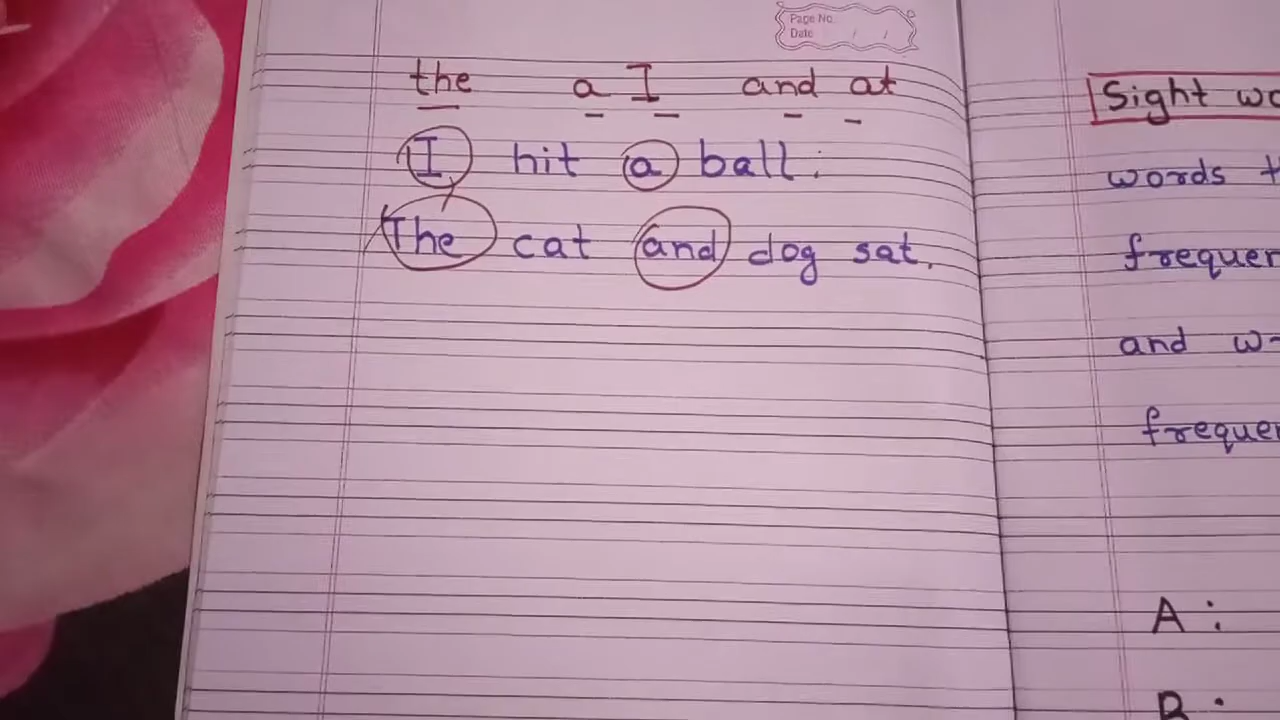 Page No.
Date / /
the a I and at
I hit a ball.
The cat and dog sat.
Sight
words
and
A :
B :